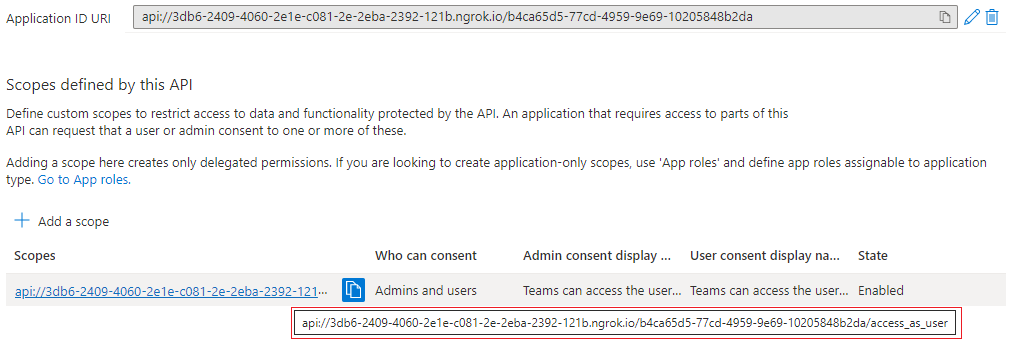 Application ID URI
api://3db6-2409-4060-2e1e-c081-2e-2eba-2392-121b.ngrok.io/b4ca65d5-77cd-4959-9e69-10205848b2da
Scopes defined by this API
Define custom scopes to restrict access to data and functionality protected by the API. An application that requires access to parts of this
API can request that a user or admin consent to one or more of these.
Adding a scope here creates only delegated permissions. If you are looking to create application-only scopes, use 'App roles' and define app roles assignable to application
type. Go to App roles.
Add a scope
Scopes Who can consent Admin consent display ... User consent display na... State
api://3db6-2409-4060-2e1e-c081-2e-2eba-2392-121... Admins and users Teams can access the user... Teams can access the user... Enabled
api://3db6-2409-4060-2e1e-c081-2e-2eba-2392-121b.ngrok.io/b4ca65d5-77cd-4959-9e69-10205848b2da/access_as_user